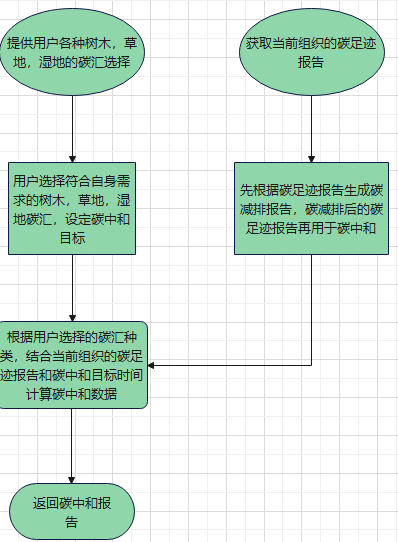 提供用户各种树木，草
地，湿地的碳汇选择
获取当前组织的碳足迹
报告
用户选择符合自身需
求的树木，草地，湿
地碳汇，设定碳中和
目标
先根据碳足迹报告生成碳
减排报告，碳减排后的碳
足迹报告再用于碳中和
根据用户选择的碳汇种
类，结合当前组织的碳足
迹报告和碳中和目标时间
计算碳中和数据
返回碳中和报
告